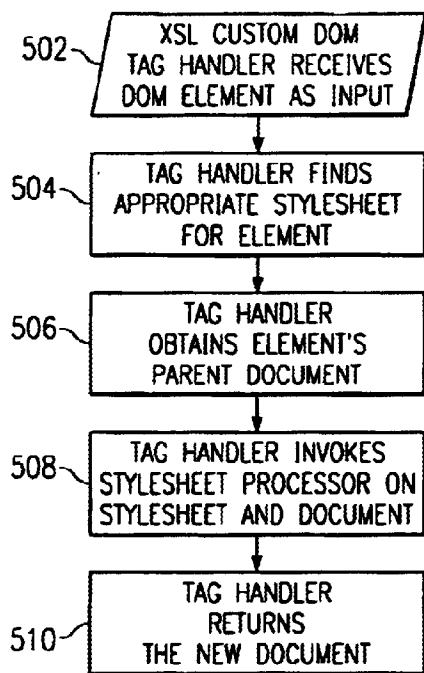 502
XSL CUSTOM DOM
TAG HANDLER RECEIVES
DOM ELEMENT AS INPUT
504
TAG HANDLER FINDS
APPROPRIATE STYLESHEET
FOR ELEMENT
506
TAG HANDLER
OBTAINS ELEMENT'S
PARENT DOCUMENT
508
TAG HANDLER INVOKES
STYLESHEET PROCESSOR ON
STYLESHEET AND DOCUMENT
510
TAG HANDLER
RETURNS
THE NEW DOCUMENT